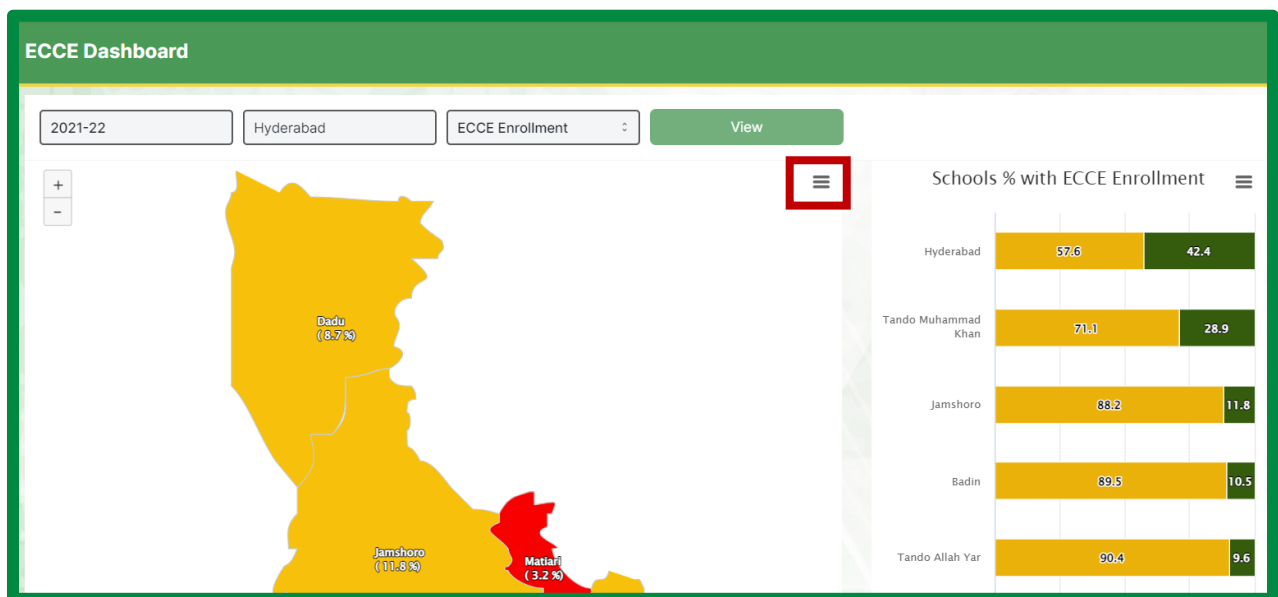 ECCE Dashboard
2021-22
Hyderabad
ECCE Enrollment
View
+
-
Dadu
( 8.7 %)
Jamshoro
( 11.8 %)
Matiari
( 3.2 %)
Schools % with ECCE Enrollment
Hyderabad
57.6
42.4
Tando Muhammad
Khan
71.1
28.9
Jamshoro
88.2
11.8
Badin
89.5
10.5
Tando Allah Yar
90.4
9.6